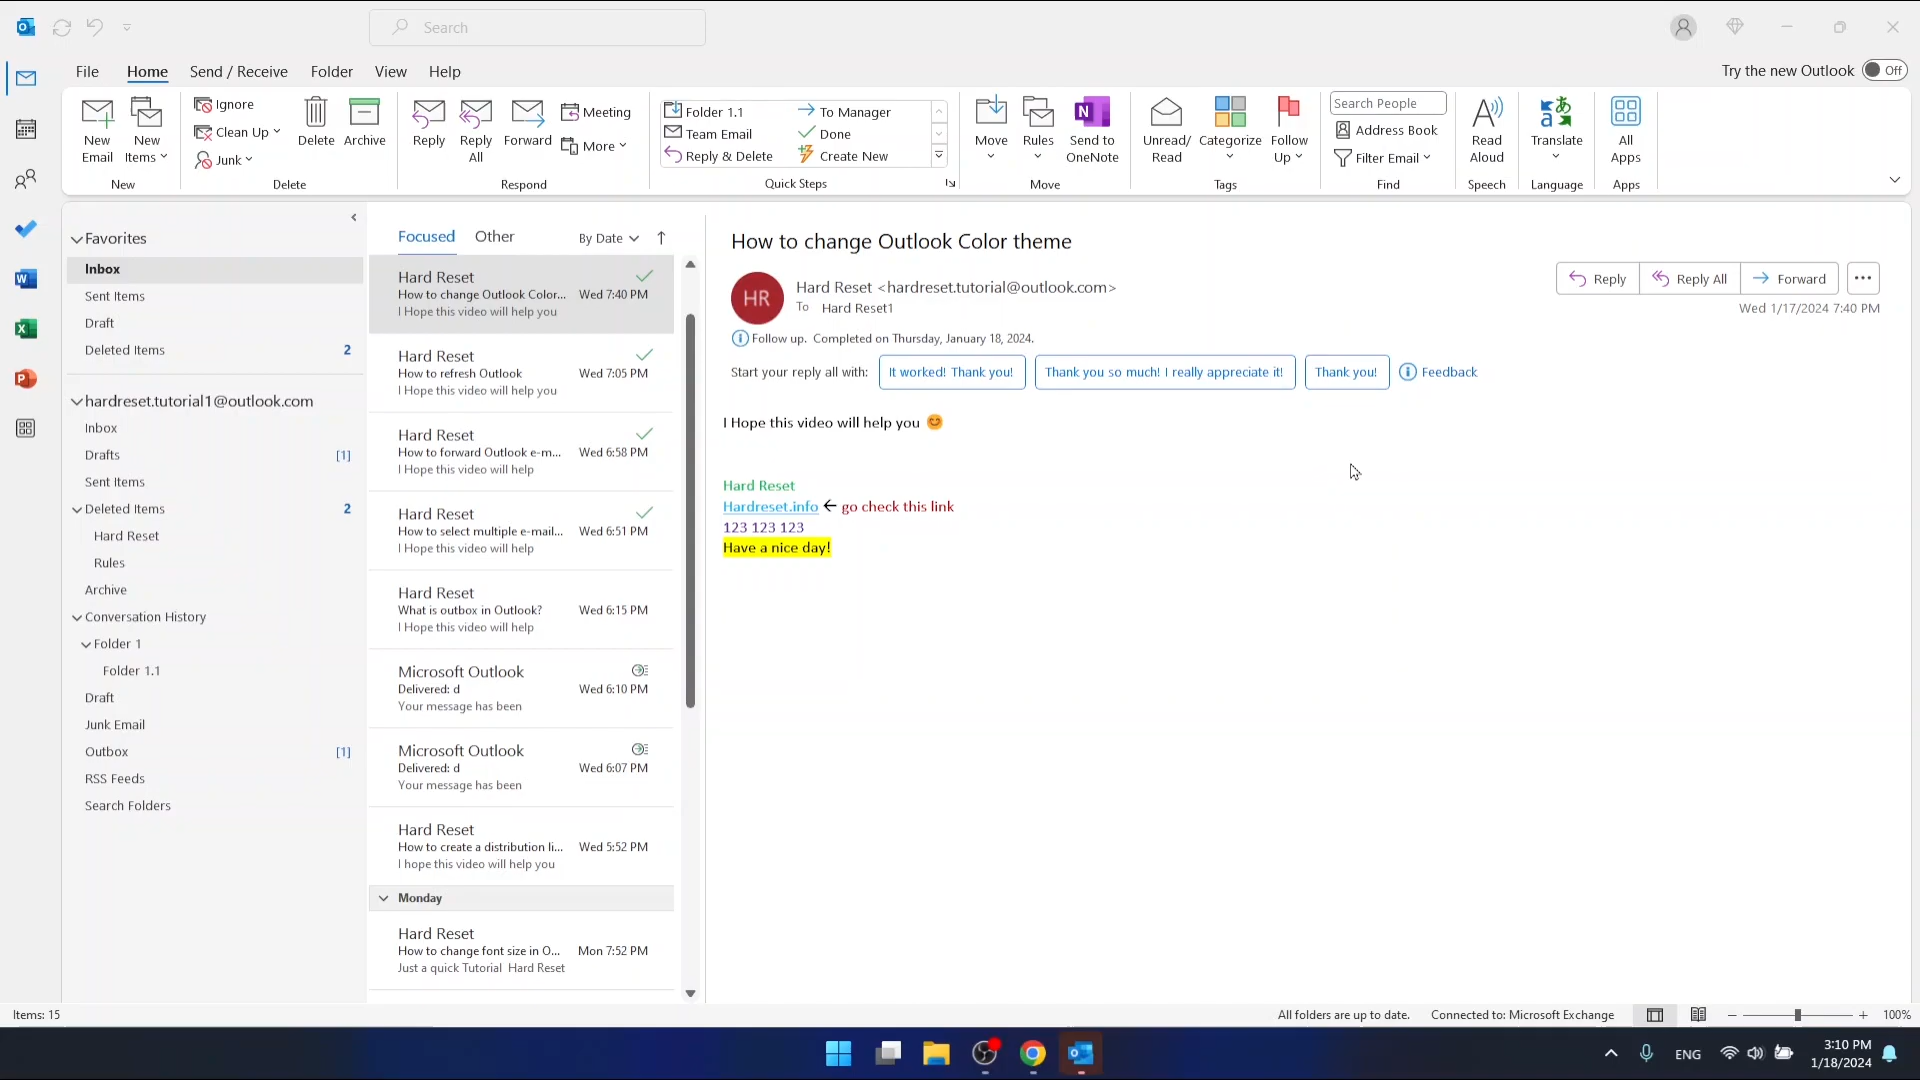 Search
File Home Send / Receive Folder View Help
Try the new Outlook Off
New Email
New Items
New
Ignore
Clean Up
Junk
Delete
Archive
Delete
Reply
Reply All
Forward
Meeting
More
Respond
Folder 1.1
Team Email
Reply & Delete
To Manager
Done
Create New
Quick Steps
Move
Rules
Send to OneNote
Move
Unread/ Read
Categorize
Follow Up
Tags
Search People
Address Book
Filter Email
Find
Read Aloud
Speech
Translate
Language
All Apps
Apps
Favorites
Inbox
Sent Items
Draft
Deleted Items 2
hardreset.tutorial1@outlook.com
Inbox
Drafts [1]
Sent Items
Deleted Items 2
Hard Reset
Rules
Archive
Conversation History
Folder 1
Folder 1.1
Draft
Junk Email
Outbox [1]
RSS Feeds
Search Folders
Focused Other By Date
Hard Reset
How to change Outlook Color... Wed 7:40 PM
I Hope this video will help you
Hard Reset
How to refresh Outlook Wed 7:05 PM
I Hope this video will help you
Hard Reset
How to forward Outlook e-m... Wed 6:58 PM
I Hope this video will help
Hard Reset
How to select multiple e-mail... Wed 6:51 PM
I Hope this video will help
Hard Reset
What is outbox in Outlook? Wed 6:15 PM
I Hope this video will help
Microsoft Outlook
Delivered: d Wed 6:10 PM
Your message has been
Microsoft Outlook
Delivered: d Wed 6:07 PM
Your message has been
Hard Reset
How to create a distribution li... Wed 5:52 PM
I hope this video will help you
Monday
Hard Reset
How to change font size in O... Mon 7:52 PM
Just a quick Tutorial Hard Reset
How to change Outlook Color theme
HR
Hard Reset <hardreset.tutorial@outlook.com>
To Hard Reset1
Reply Reply All Forward
Wed 1/17/2024 7:40 PM
Follow up. Completed on Thursday, January 18, 2024.
Start your reply all with: It worked! Thank you! Thank you so much! I really appreciate it! Thank you! Feedback
I Hope this video will help you 😊
Hard Reset
Hardreset.info ← go check this link
123 123 123
Have a nice day!
Items: 15
All folders are up to date. Connected to: Microsoft Exchange 100%
ENG
3:10 PM
1/18/2024